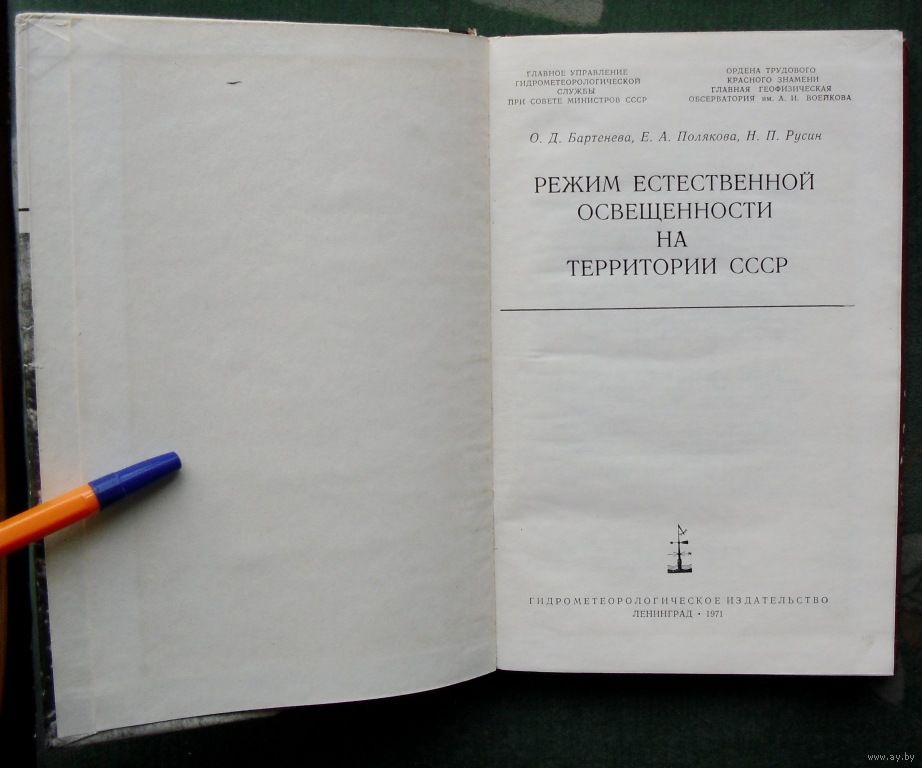 ГЛАВНОЕ УПРАВЛЕНИЕ
ГИДРОМЕТЕОРОЛОГИЧЕСКОЙ
СЛУЖБЫ
ПРИ СОВЕТЕ МИНИСТРОВ СССР
ОРДЕНА ТРУДОВОГО
КРАСНОГО ЗНАМЕНИ
ГЛАВНАЯ ГЕОФИЗИЧЕСКАЯ
ОБСЕРВАТОРИЯ им. А. И. ВОЕЙКОВА
О. Д. Бартенева, Е. А. Полякова, Н. П. Русин
РЕЖИМ ЕСТЕСТВЕННОЙ
ОСВЕЩЕННОСТИ
НА
ТЕРРИТОРИИ СССР
ГИДРОМЕТЕОРОЛОГИЧЕСКОЕ ИЗДАТЕЛЬСТВО
ЛЕНИНГРАД • 1971
www.ay.by